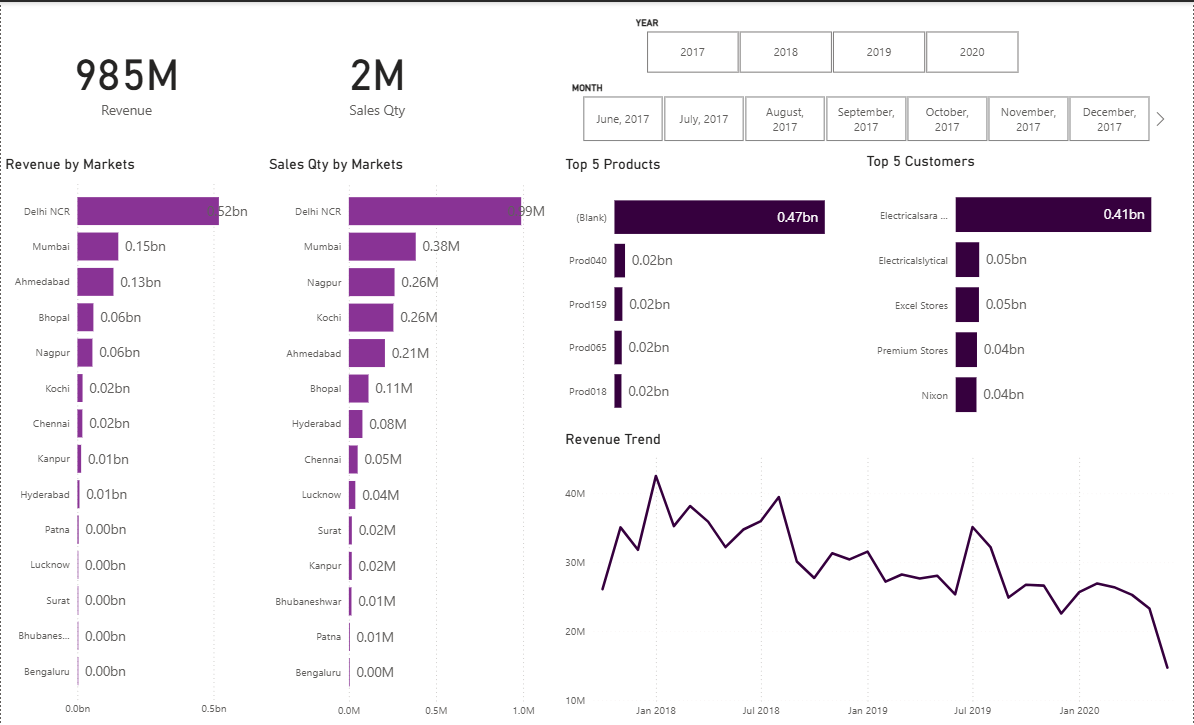 YEAR
2017 2018 2019 2020
985M
Revenue
2M
Sales Qty
MONTH
June, 2017 July, 2017 August, 2017 September, 2017 October, 2017 November, 2017 December, 2017
Revenue by Markets
Delhi NCR 0.52bn
Mumbai 0.15bn
Ahmedabad 0.13bn
Bhopal 0.06bn
Nagpur 0.06bn
Kochi 0.02bn
Chennai 0.02bn
Kanpur 0.01bn
Hyderabad 0.01bn
Patna 0.00bn
Lucknow 0.00bn
Surat 0.00bn
Bhubanes... 0.00bn
Bengaluru 0.00bn
0.0bn 0.5bn
Sales Qty by Markets
Delhi NCR 0.99M
Mumbai 0.38M
Nagpur 0.26M
Kochi 0.26M
Ahmedabad 0.21M
Bhopal 0.11M
Hyderabad 0.08M
Chennai 0.05M
Lucknow 0.04M
Surat 0.02M
Kanpur 0.02M
Bhubaneshwar 0.01M
Patna 0.01M
Bengaluru 0.00M
0.0M 0.5M 1.0M
Top 5 Products
(Blank) 0.47bn
Prod040 0.02bn
Prod159 0.02bn
Prod065 0.02bn
Prod018 0.02bn
Top 5 Customers
Electricalsara ... 0.41bn
Electricalslytical 0.05bn
Excel Stores 0.05bn
Premium Stores 0.04bn
Nixon 0.04bn
Revenue Trend
40M
30M
20M
10M
Jan 2018 Jul 2018 Jan 2019 Jul 2019 Jan 2020